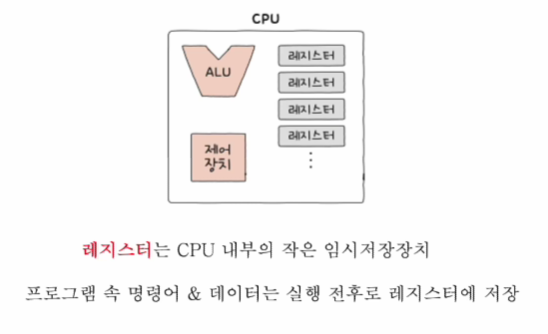 CPU
ALU
레지스터
레지스터
레지스터
레지스터
제어
장치
레지스터는 CPU 내부의 작은 임시저장장치
프로그램 속 명령어 & 데이터는 실행 전후로 레지스터에 저장